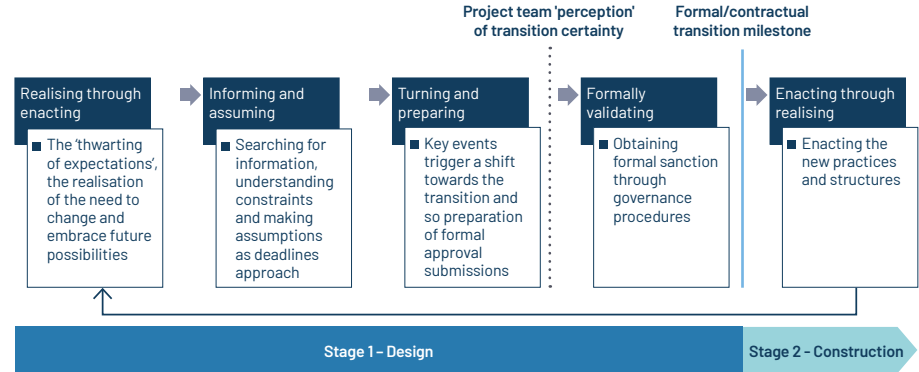 Project team 'perception'
of transition certainty
Formal/contractual
transition milestone
Realising through
enacting
The ‘thwarting
of expectations’,
the realisation
of the need to
change and
embrace future
possibilities
Informing and
assuming
Searching for
information,
understanding
constraints
and making
assumptions
as deadlines
approach
Turning and
preparing
Key events
trigger a shift
towards the
transition and
so preparation
of formal
approval
submissions
Formally
validating
Obtaining
formal sanction
through
governance
procedures
Enacting through
realising
Enacting the
new practices
and structures
Stage 1 – Design
Stage 2 - Construction